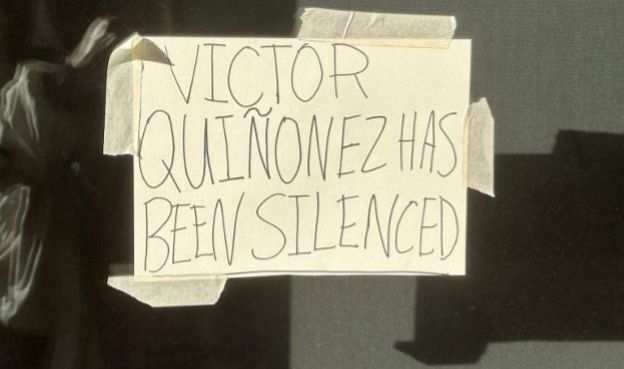 VICTOR
QUIÑONEZ HAS
BEEN SILENCED